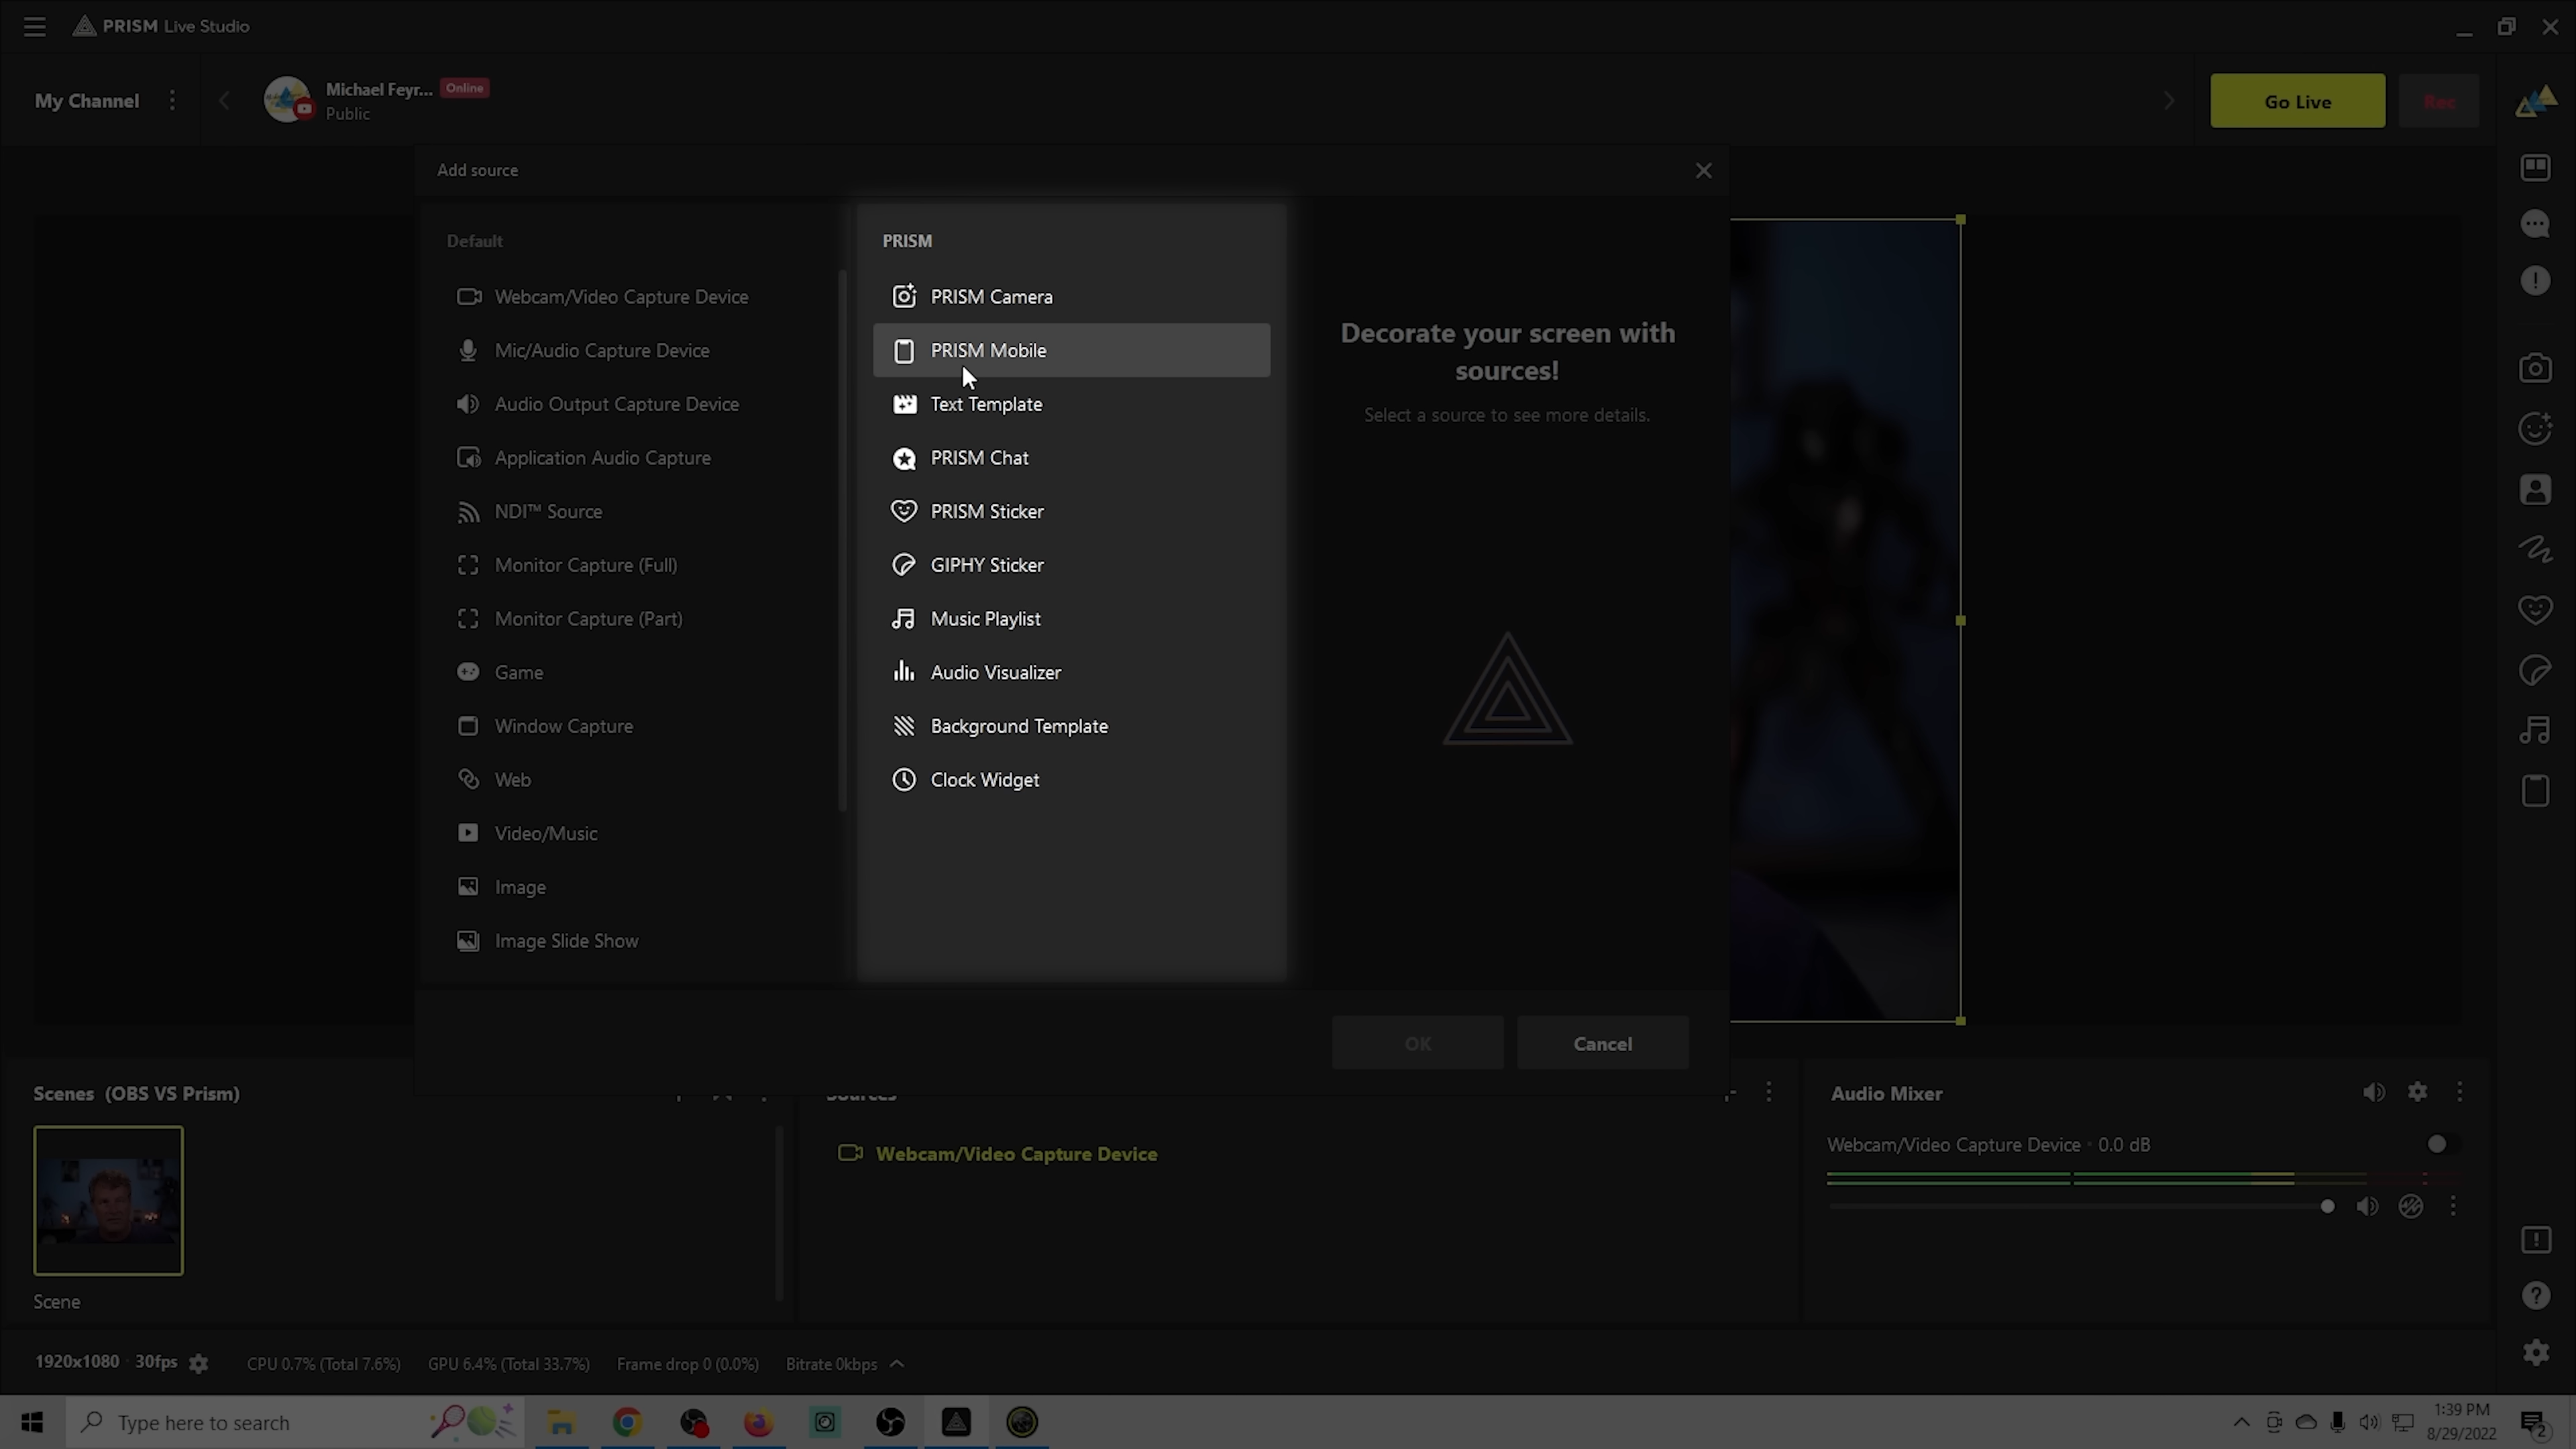 PRISM Live Studio
My Channel
Michael Feyr... Online
Public
Go Live
Rec
Add source
Default
Webcam/Video Capture Device
Mic/Audio Capture Device
Audio Output Capture Device
Application Audio Capture
NDI™ Source
Monitor Capture (Full)
Monitor Capture (Part)
Game
Window Capture
Web
Video/Music
Image
Image Slide Show
PRISM
PRISM Camera
PRISM Mobile
Text Template
PRISM Chat
PRISM Sticker
GIPHY Sticker
Music Playlist
Audio Visualizer
Background Template
Clock Widget
Decorate your screen with
sources!
Select a source to see more details.
OK
Cancel
Scenes (OBS VS Prism)
Scene
Sources
Webcam/Video Capture Device
Audio Mixer
Webcam/Video Capture Device • 0.0 dB
1920x1080 · 30fps
CPU 0.7% (Total 7.6%)
GPU 6.4% (Total 33.7%)
Frame drop 0 (0.0%)
Bitrate 0kbps
Type here to search
1:39 PM
8/29/2022
2